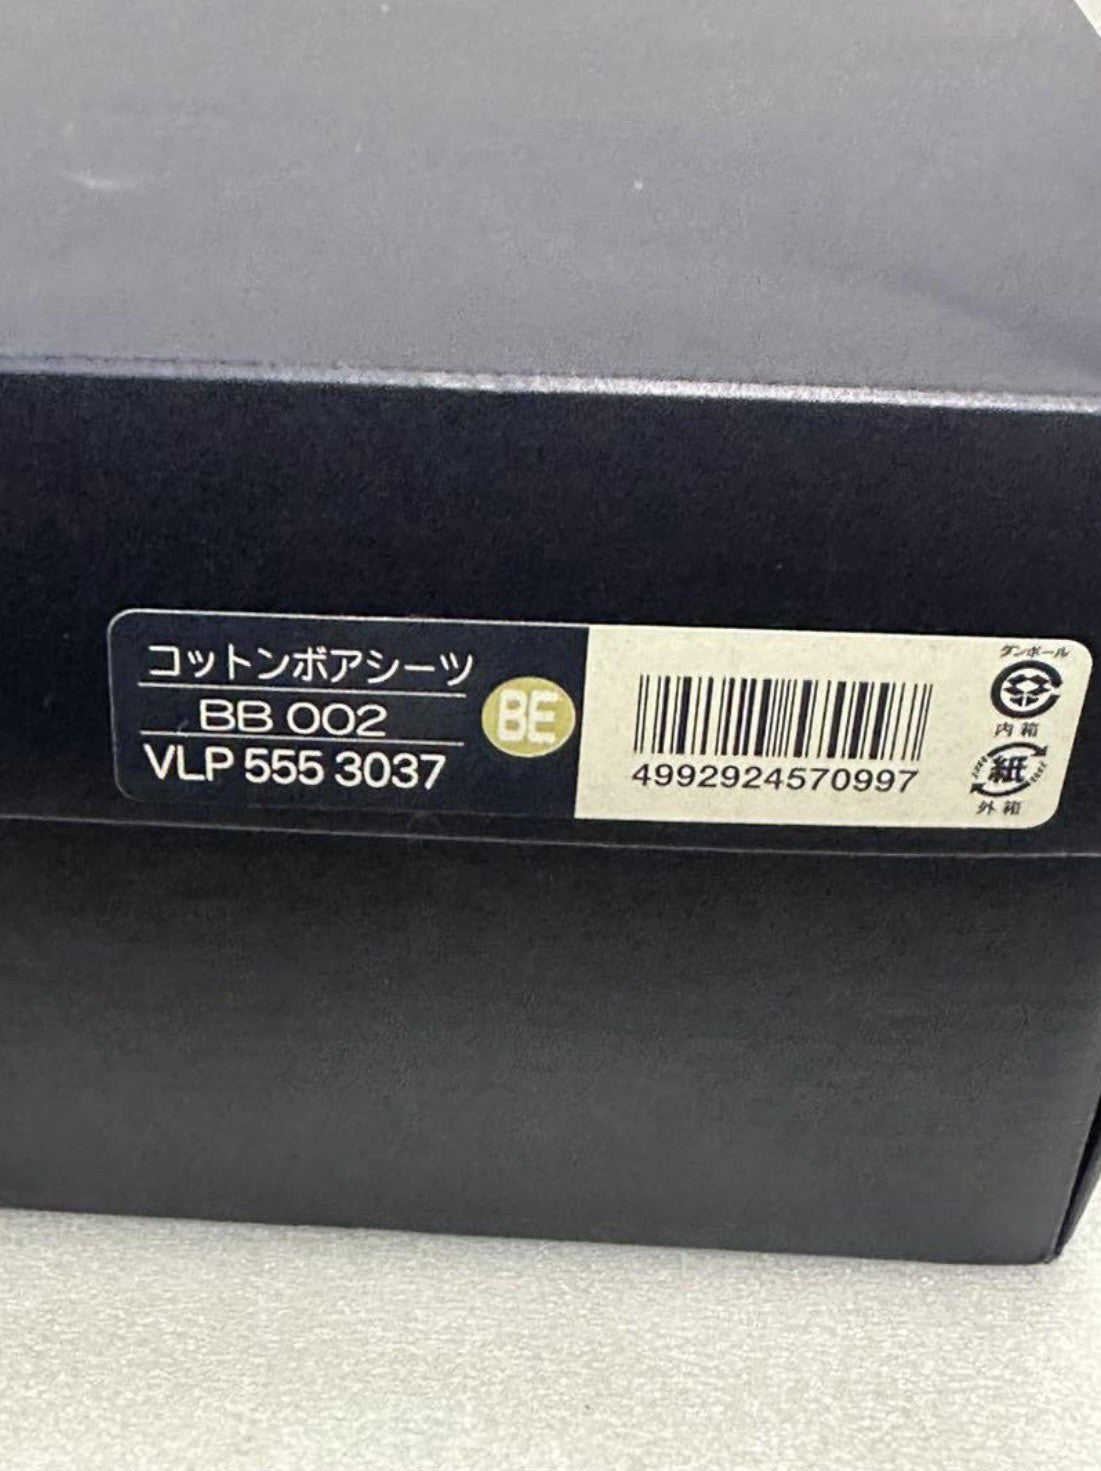 コットンボアシーツ
BB 002
VLP 555 3037
BE
4992924570997
ダンボール
内箱
紙
外箱